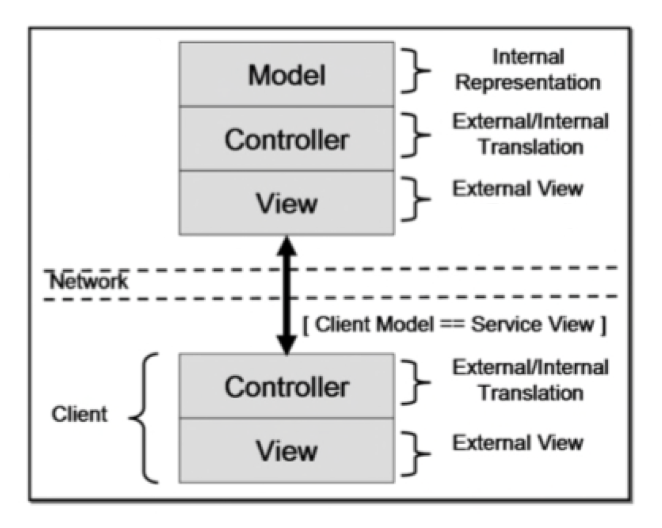 Model
Internal
Representation
Controller
External/Internal
Translation
View
External View
Network
[ Client Model == Service View ]
Client
Controller
External/Internal
Translation
View
External View